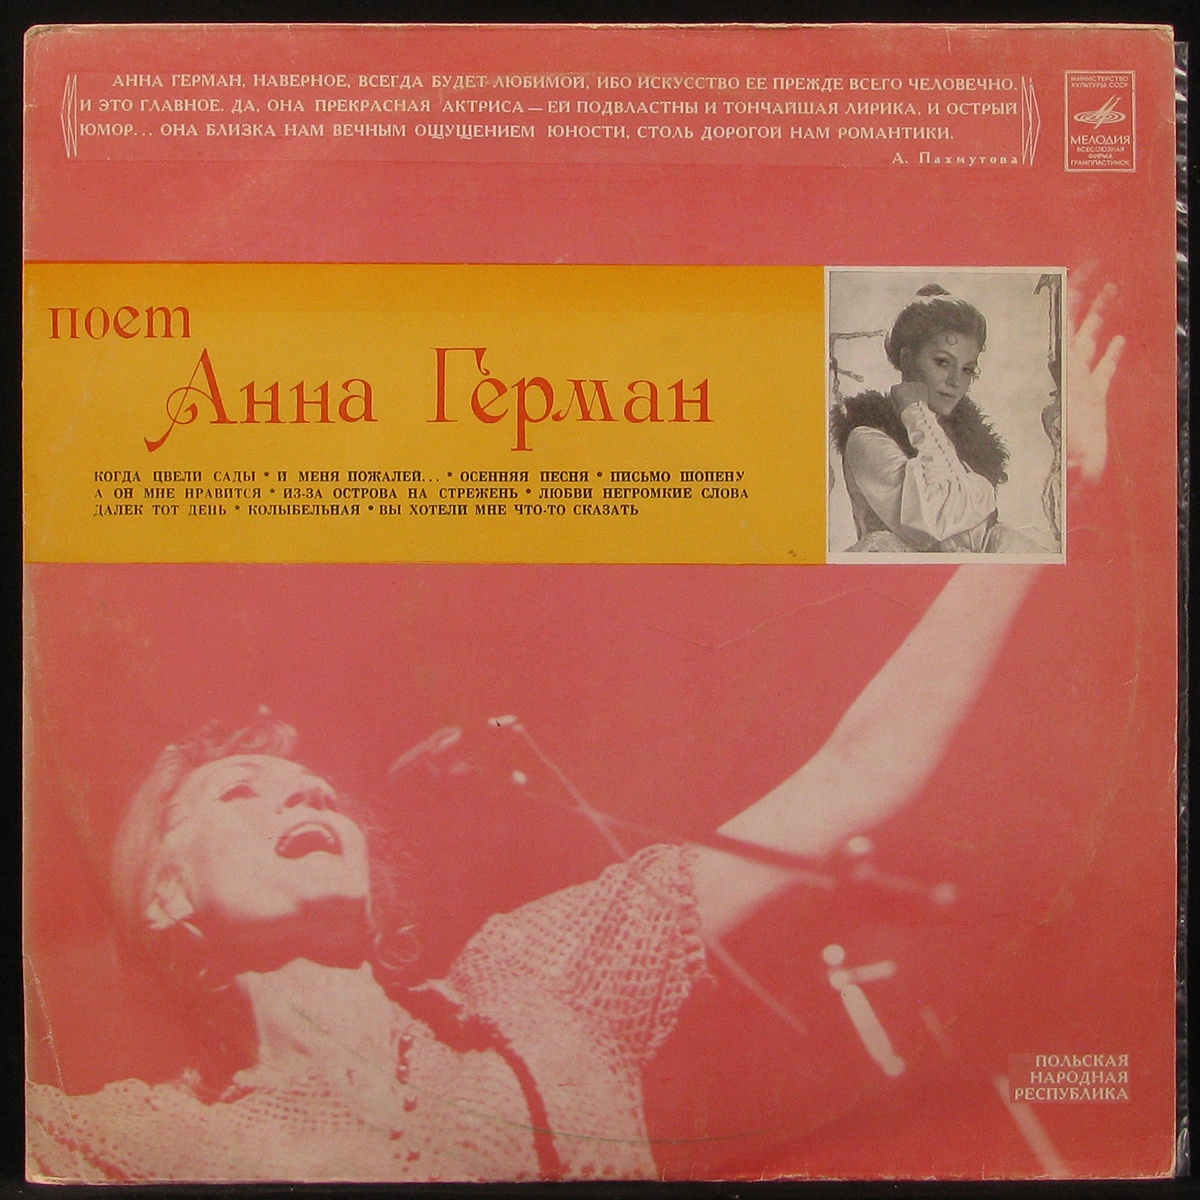 АННА ГЕРМАН, НАВЕРНОЕ, ВСЕГДА БУДЕТ ЛЮБИМОЙ, ИБО ИСКУССТВО ЕЕ ПРЕЖДЕ ВСЕГО ЧЕЛОВЕЧНО.
И ЭТО ГЛАВНОЕ. ДА, ОНА ПРЕКРАСНАЯ АКТРИСА — ЕЙ ПОДВЛАСТНЫ И ТОНЧАЙШАЯ ЛИРИКА, И ОСТРЫЙ
ЮМОР... ОНА БЛИЗКА НАМ ВЕЧНЫМ ОЩУЩЕНИЕМ ЮНОСТИ, СТОЛЬ ДОРОГОЙ НАМ РОМАНТИКИ.
А. Пахмутова
МИНИСТЕРСТВО
КУЛЬТУРЫ СССР
МЕЛОДИЯ
ВСЕСОЮЗНАЯ
ФИРМА
ГРАМПЛАСТИНОК
поет
Анна Герман
КОГДА ЦВЕЛИ САДЫ * И МЕНЯ ПОЖАЛЕЙ... * ОСЕННЯЯ ПЕСНЯ * ПИСЬМО ШОПЕНУ
А ОН МНЕ НРАВИТСЯ * ИЗ-ЗА ОСТРОВА НА СТРЕЖЕНЬ * ЛЮБВИ НЕГРОМКИЕ СЛОВА
ДАЛЕК ТОТ ДЕНЬ * КОЛЫБЕЛЬНАЯ * ВЫ ХОТЕЛИ МНЕ ЧТО-ТО СКАЗАТЬ
ПОЛЬСКАЯ
НАРОДНАЯ
РЕСПУБЛИКА